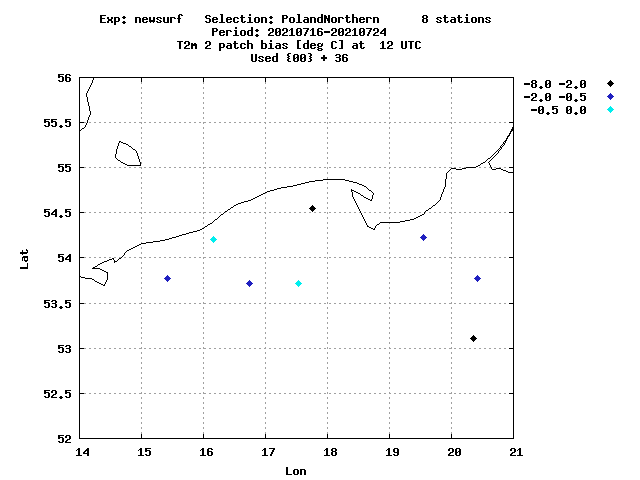 Exp: newsurf   Selection: PolandNorthern      8 stations
Period: 20210716-20210724
T2m 2 patch bias [deg C] at  12 UTC
Used {00} + 36
-8.0 -2.0
-2.0 -0.5
-0.5 0.0
56
55.5
55
54.5
54
53.5
53
52.5
52
Lat
14 15 16 17 18 19 20 21
Lon